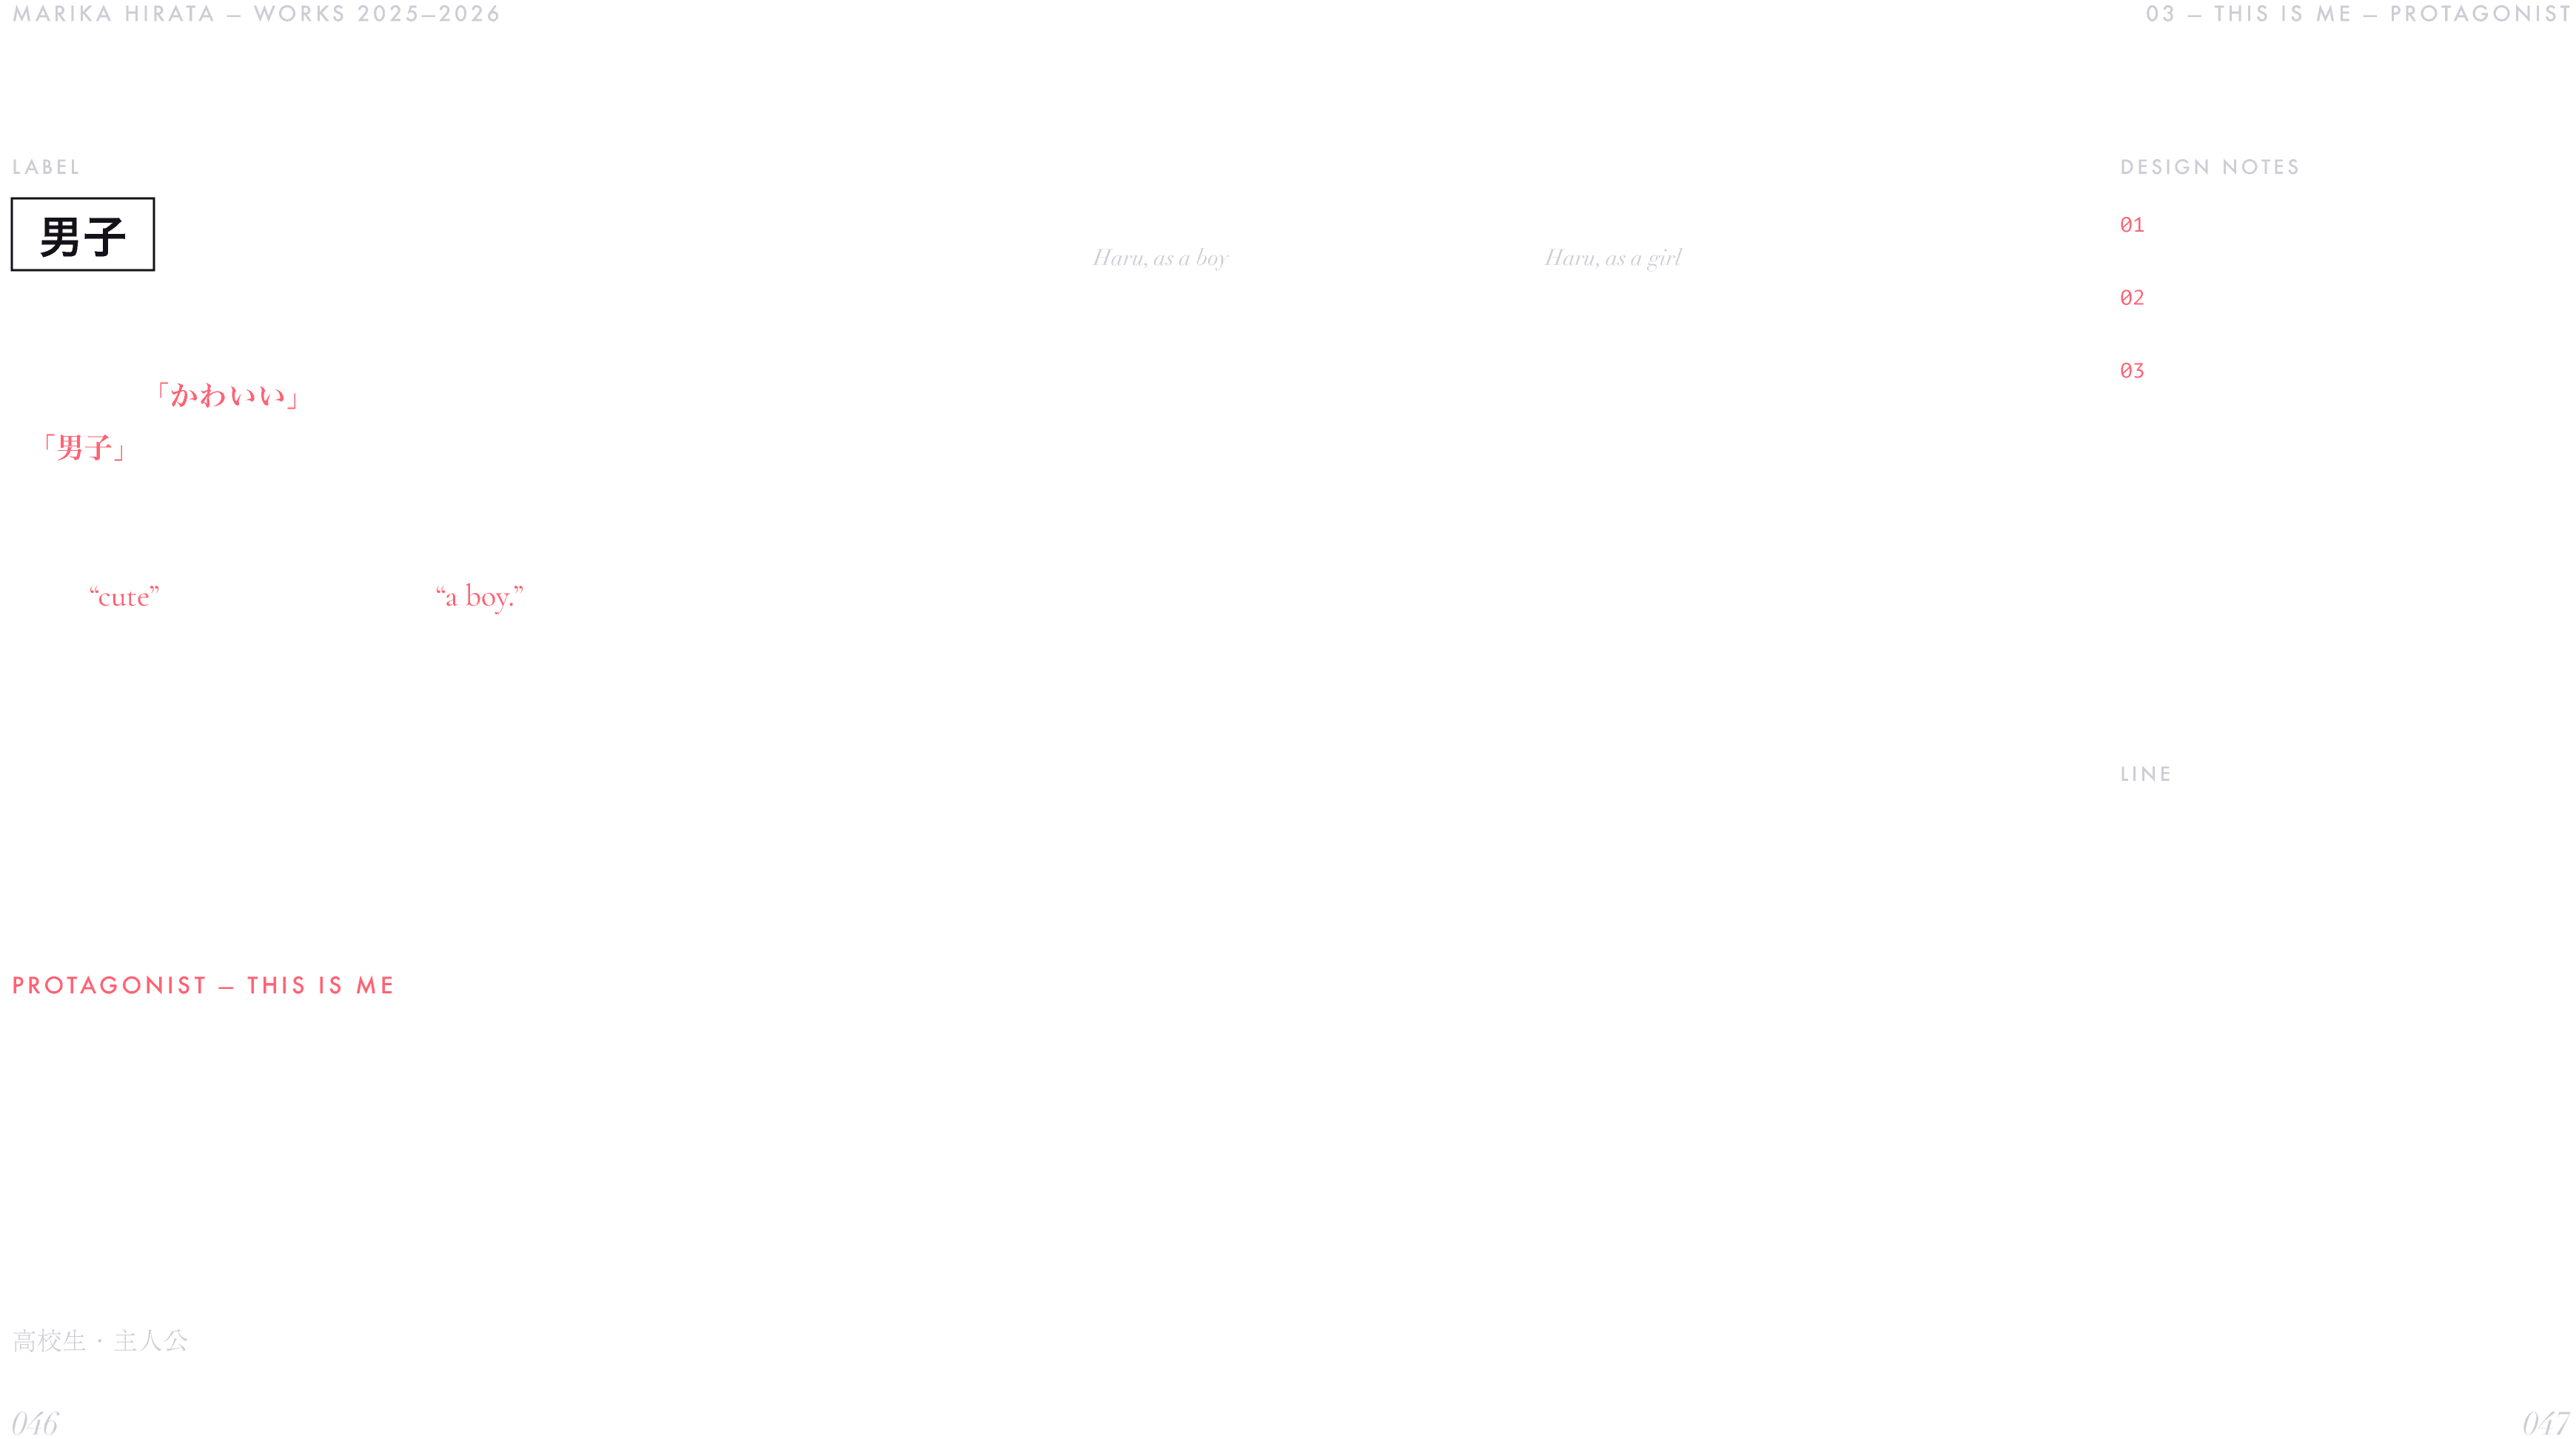 MARIKA HIRATA — WORKS 2025—2026
03 — THIS IS ME — PROTAGONIST
LABEL
男子
「かわいい」
「男子」
“cute” “a boy.”
PROTAGONIST — THIS IS ME
高校生・主人公
Haru, as a boy
Haru, as a girl
DESIGN NOTES
01
02
03
LINE
046
047